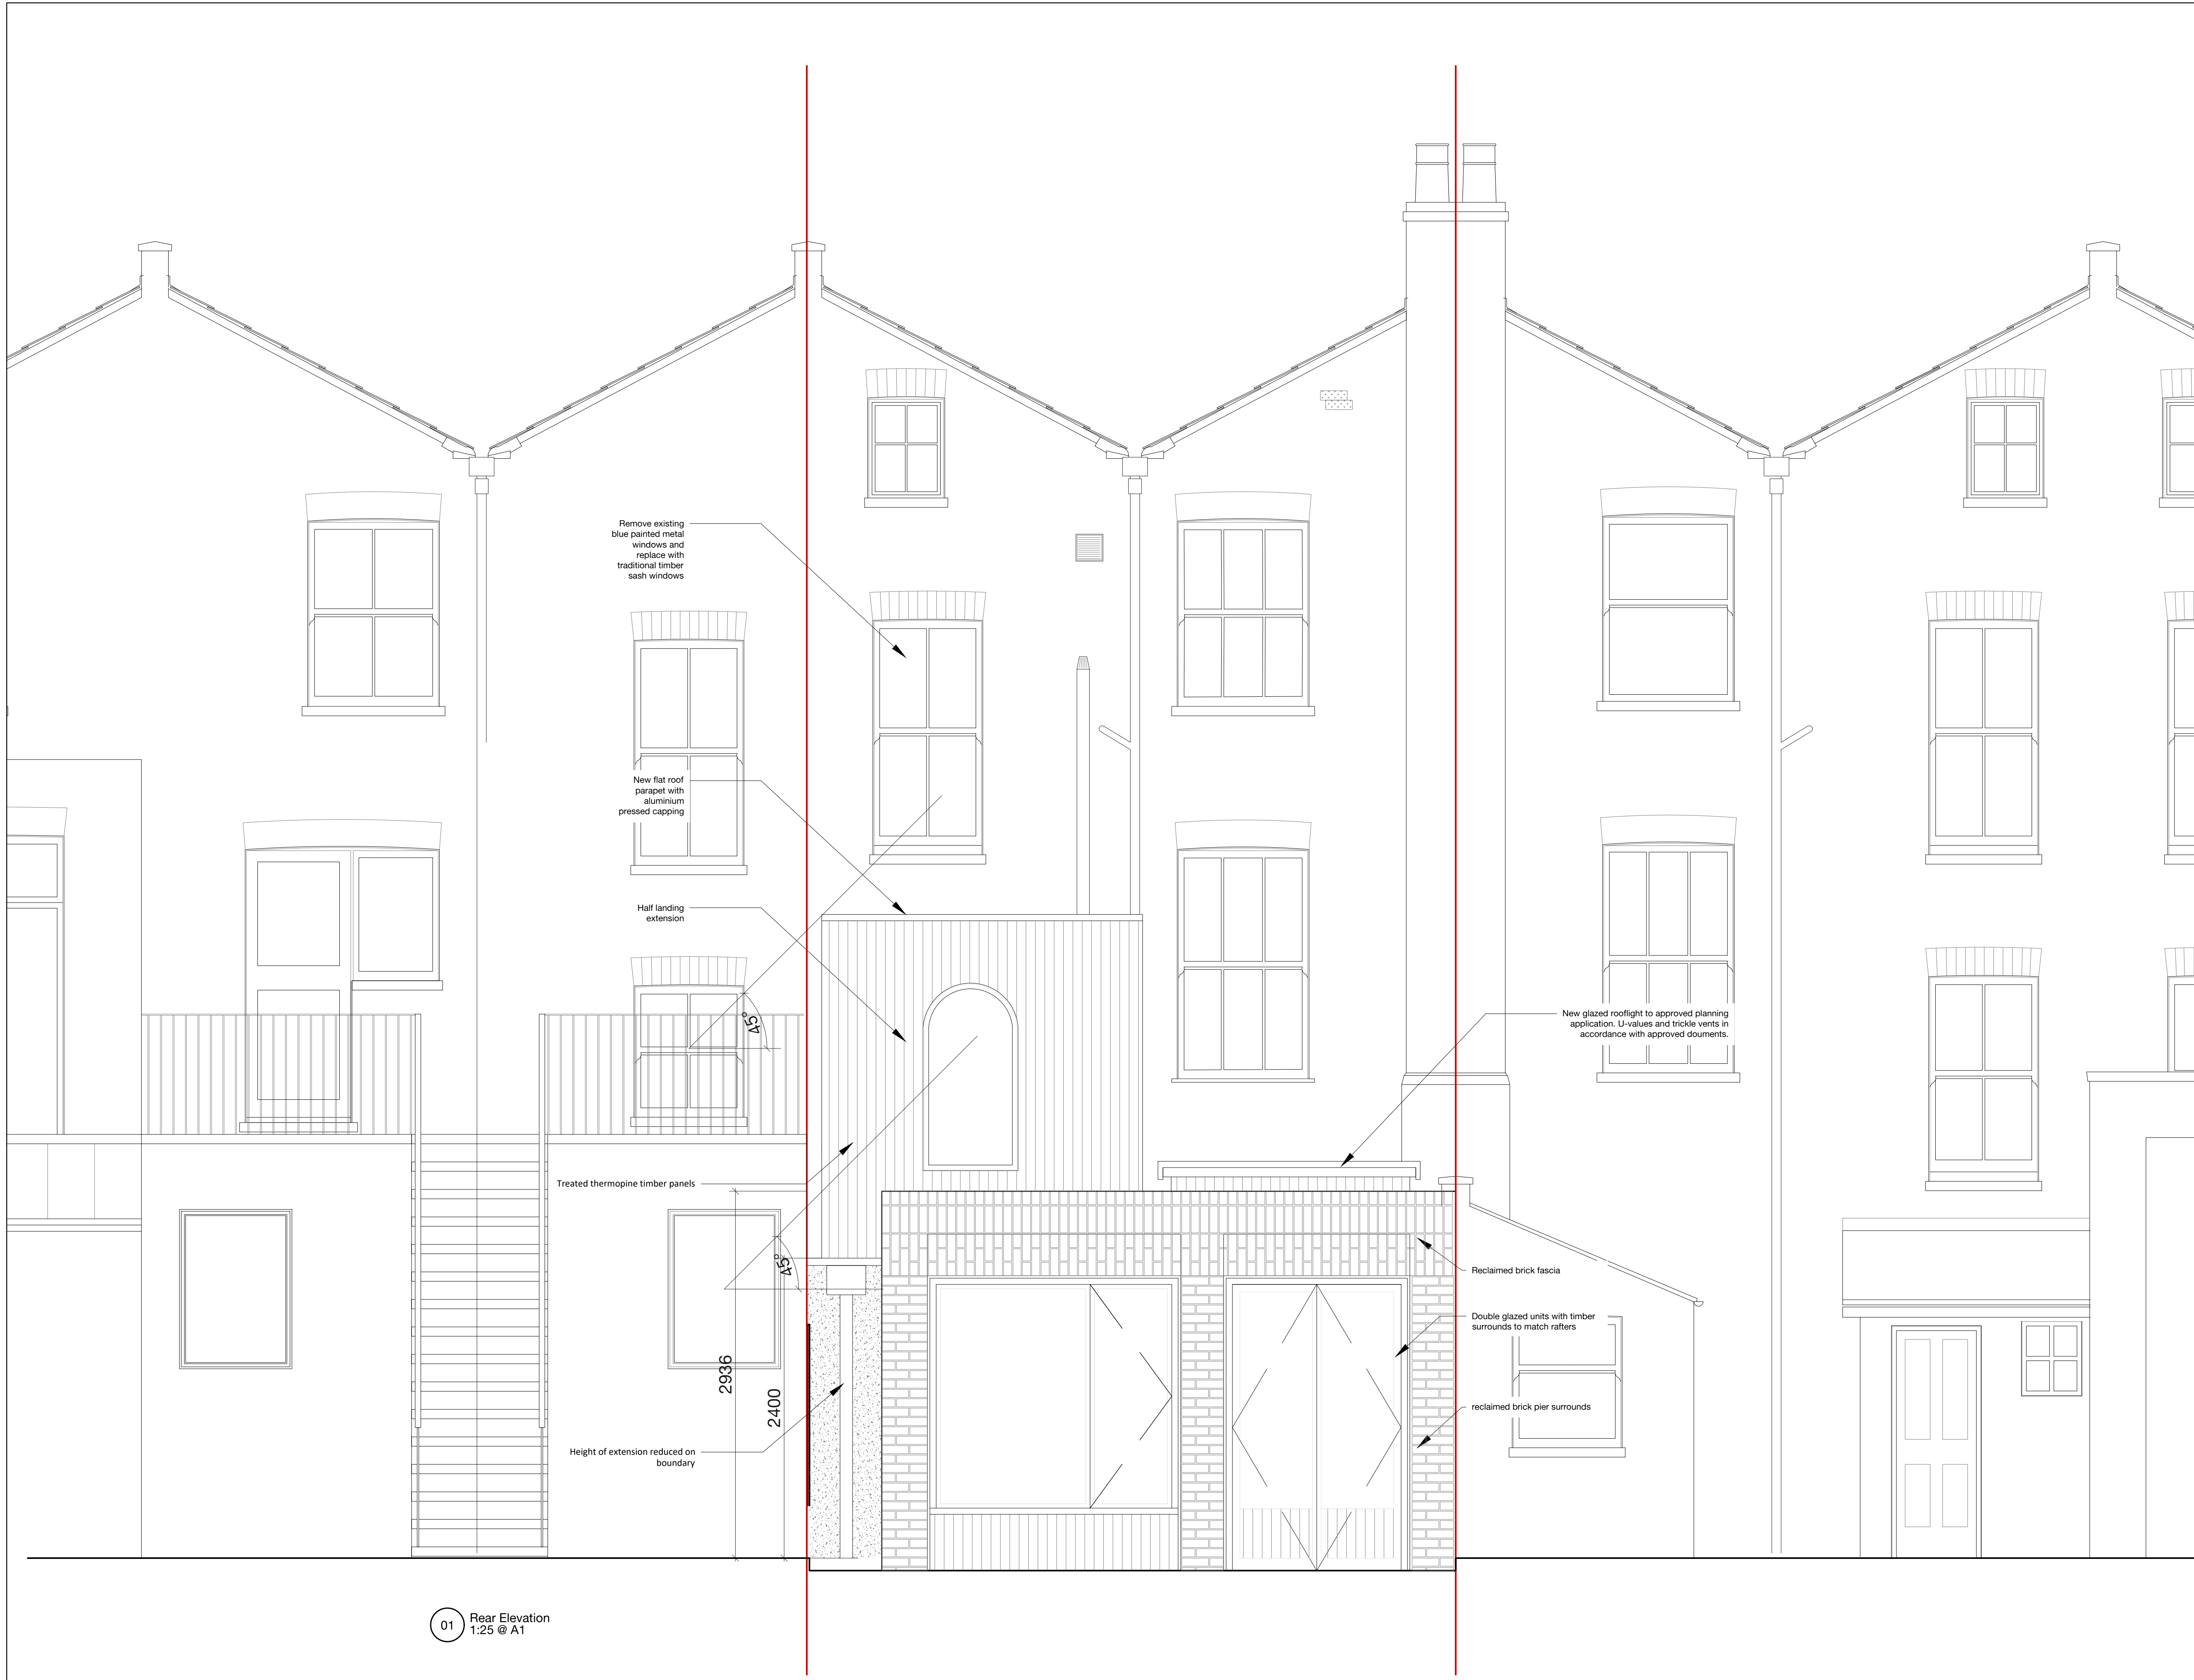 Remove existing
blue painted metal
windows and
replace with
traditional timber
sash windows
New flat roof
parapet with
aluminium
pressed capping
Half landing
extension
45°
New glazed rooflight to approved planning
application. U-values and trickle vents in
accordance with approved douments.
Treated thermopine timber panels
45°
Reclaimed brick fascia
Double glazed units with timber
surrounds to match rafters
2936
2400
reclaimed brick pier surrounds
Height of extension reduced on
boundary
01
Rear Elevation
1:25 @ A1